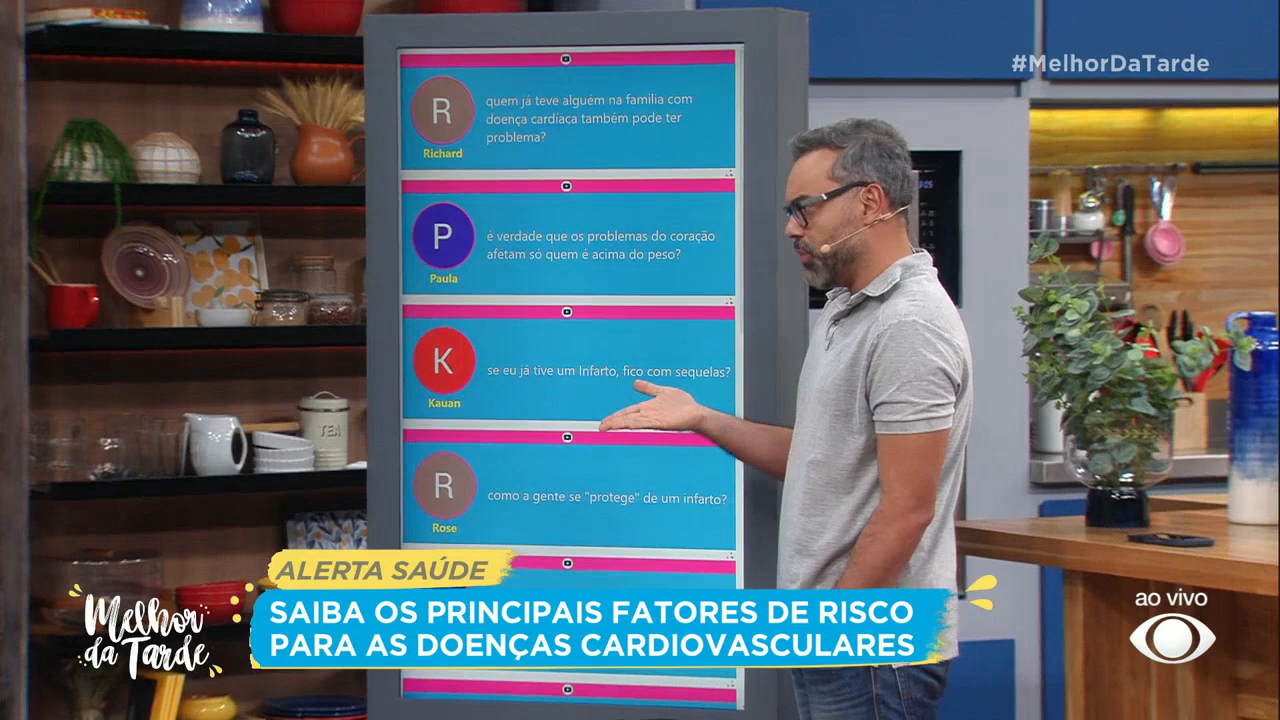 #MelhorDaTarde
R
Richard
quem já teve alguém na familia com
doença cardíaca também pode ter
problema?
P
Paula
é verdade que os problemas do coração
afetam só quem é acima do peso?
K
Kauan
se eu já tive um Infarto, fico com sequelas?
R
Rose
como a gente se "protege" de um infarto?
TEA
ALERTA SAÚDE
SAIBA OS PRINCIPAIS FATORES DE RISCO
PARA AS DOENÇAS CARDIOVASCULARES
Melhor
da Tarde
ao vivo